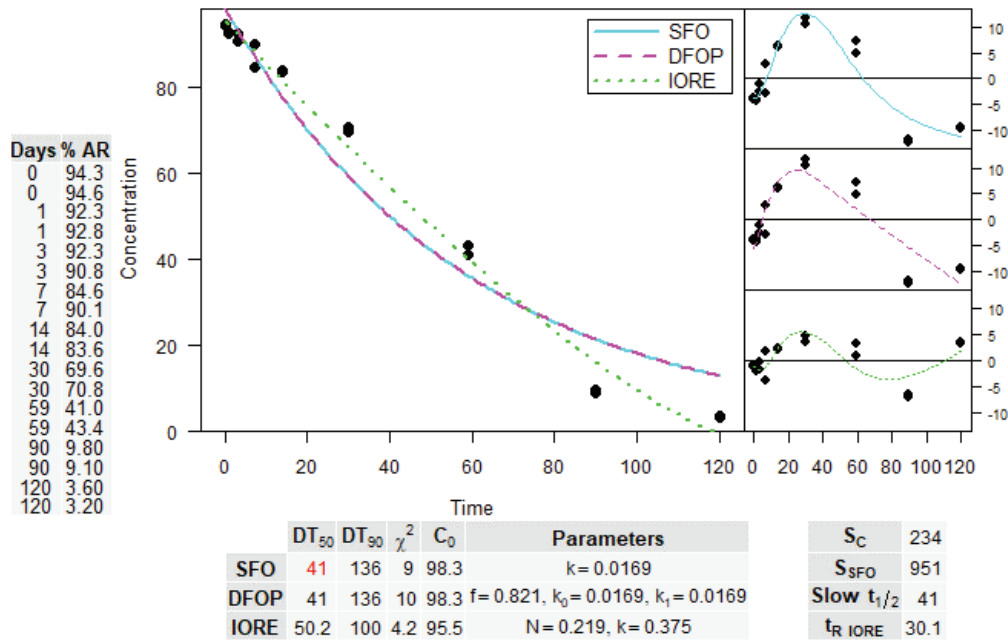 Days % AR
0 94.3
0 94.6
1 92.3
1 92.8
3 92.3
3 90.8
7 84.6
7 90.1
14 84.0
14 83.6
30 69.6
30 70.8
59 41.0
59 43.4
90 9.80
90 9.10
120 3.60
120 3.20
Concentration
80
60
40
20
0
0 20 40 60 80 100 120
Time
SFO
DFOP
IORE
10
5
0
-5
-10
10
5
0
-5
-10
10
5
0
-5
-10
0 20 40 60 80 120
DT₅₀ DT₉₀ χ² C₀ Parameters
SFO 41 136 9 98.3 k = 0.0169
DFOP 41 136 10 98.3 f = 0.821, k₀ = 0.0169, k₁ = 0.0169
IORE 50.2 100 4.2 95.5 N = 0.219, k = 0.375
S_C 234
S_SFO 951
Slow t₁/₂ 41
t_R IORE 30.1